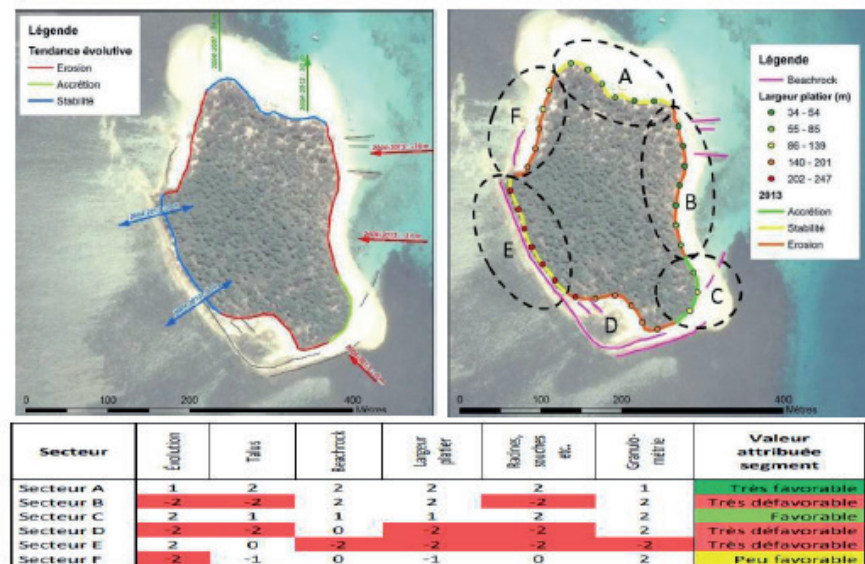 Légende
Tendance évolutive
Erosion
Accrétion
Stabilité
0 200 400
Mètres
Légende
Beachrock
Largeur platier (m)
34 - 54
55 - 85
86 - 139
140 - 201
202 - 247
2013
Accrétion
Stabilité
Erosion
A
F
B
E
C
D
0 100 200 400
Mètres
Secteur Évolution Talus Beachrock Largeur platier Racines, souches etc. Granulo-métrie Valeur attribuée segment
Secteur A 1 2 2 2 2 1 Très favorable
Secteur B -2 -2 2 2 -2 2 Très défavorable
Secteur C 2 1 1 1 2 2 Favorable
Secteur D -2 -2 0 -2 -2 2 Très défavorable
Secteur E 2 0 -2 -2 -2 -2 Très défavorable
Secteur F -2 -1 0 -1 0 2 Peu favorable